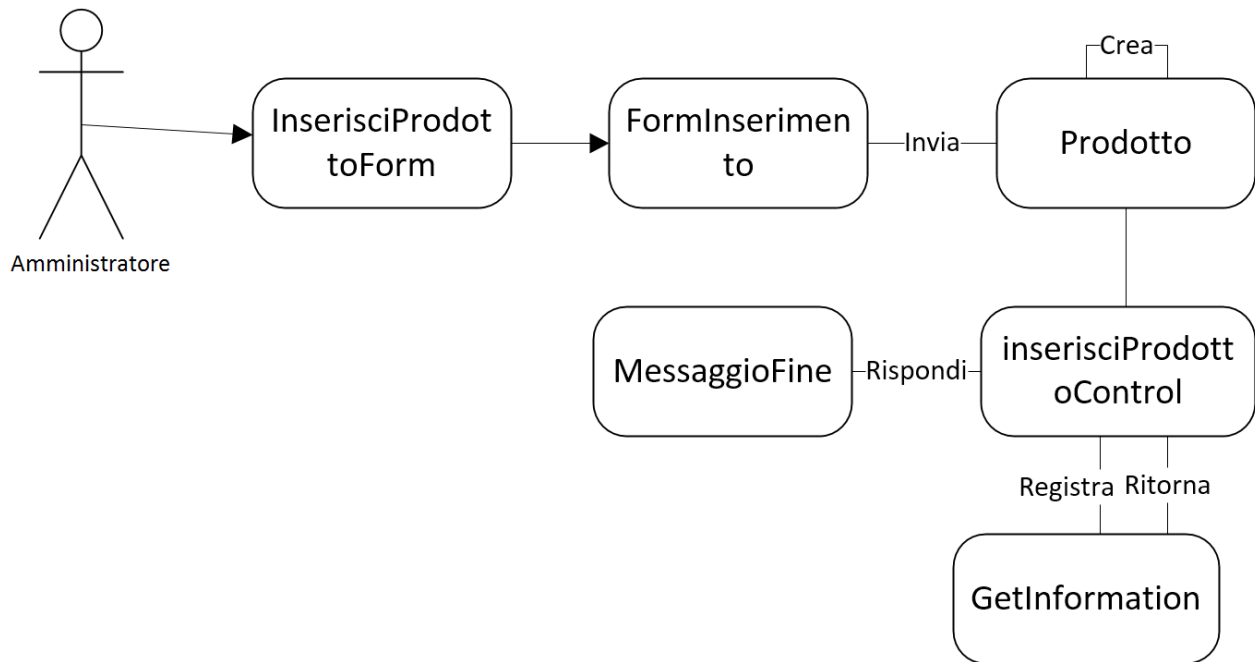 Crea
InserisciProdot
toForm
FormInserimen
to
Invia
Prodotto
Amministratore
MessaggioFine
Rispondi
inserisciProdott
oControl
Registra
Ritorna
GetInformation